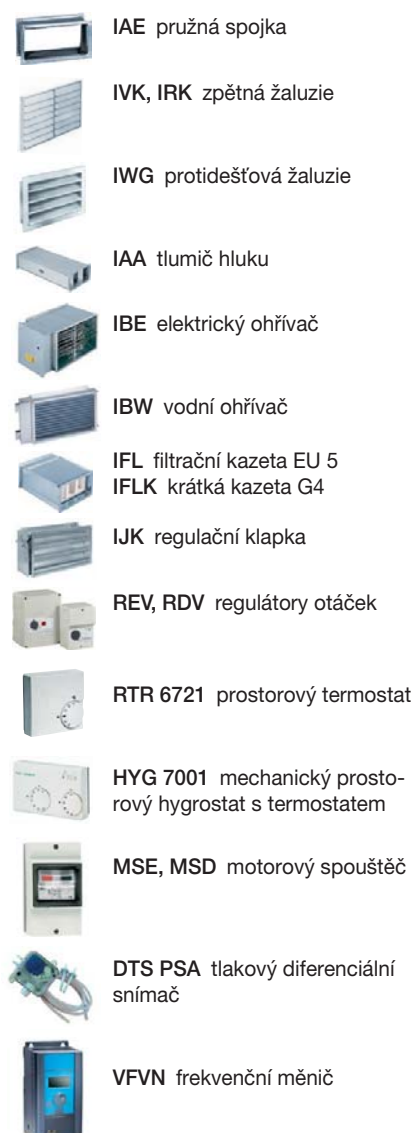 IAE pružná spojka
IVK, IRK zpětná žaluzie
IWG protidešťová žaluzie
IAA tlumič hluku
IBE elektrický ohřívač
IBW vodní ohřívač
IFL filtrační kazeta EU 5
IFLK krátká kazeta G4
IJK regulační klapka
REV, RDV regulátory otáček
RTR 6721 prostorový termostat
HYG 7001 mechanický prosto-
rový hygrostat s termostatem
MSE, MSD motorový spouštěč
DTS PSA tlakový diferenciální
snímač
VFVN frekvenční měnič